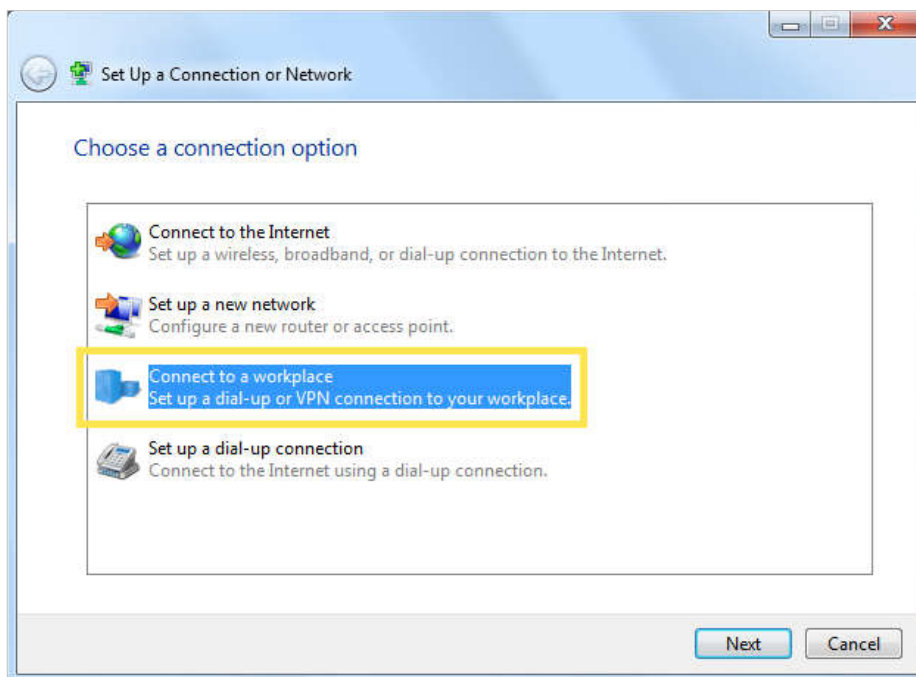 Set Up a Connection or Network
Choose a connection option
Connect to the Internet
Set up a wireless, broadband, or dial-up connection to the Internet.
Set up a new network
Configure a new router or access point.
Connect to a workplace
Set up a dial-up or VPN connection to your workplace.
Set up a dial-up connection
Connect to the Internet using a dial-up connection.
Next Cancel